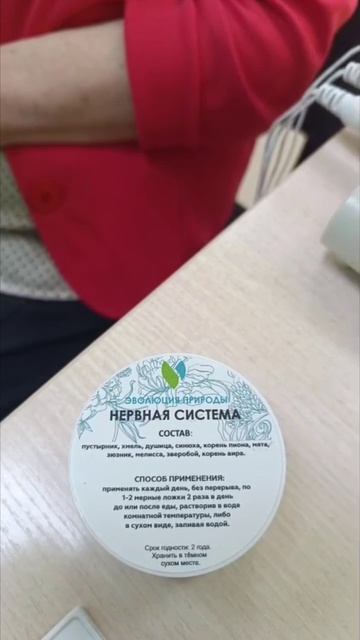 ЭВОЛЮЦИЯ ПРИРОДЫ
НЕРВНАЯ СИСТЕМА
СОСТАВ:
пустырник, хмель, душица, синюха, корень пиона, мята,
зюзник, мелисса, зверобой, корень аира.
СПОСОБ ПРИМЕНЕНИЯ:
применять каждый день, без перерыва, по
1-2 мерные ложки 2 раза в день
до или после еды, растворив в воде
комнатной температуры, либо
в сухом виде, запивая водой.
Срок годности: 2 года.
Хранить в тёмном
сухом месте.